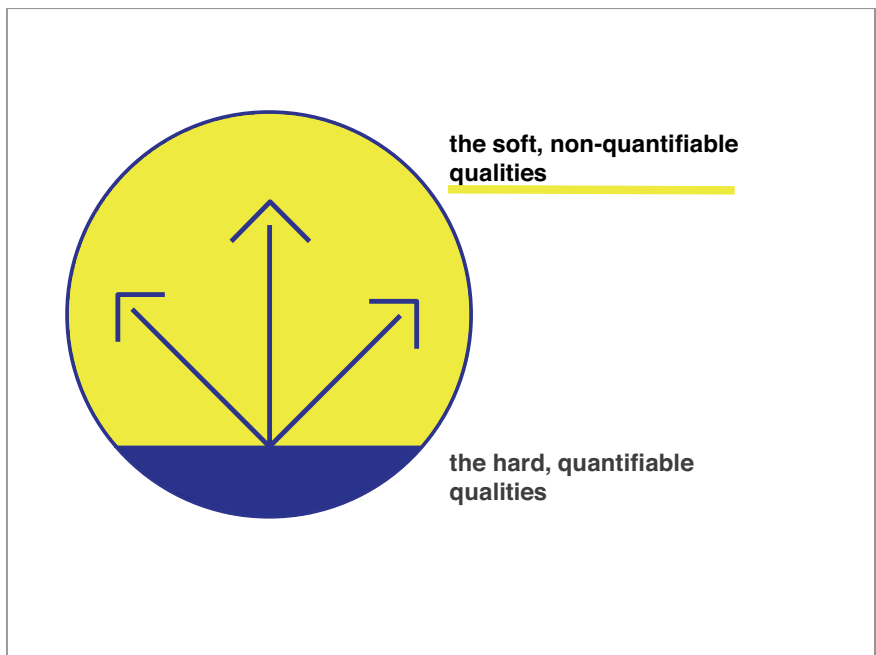 the soft, non-quantifiable
qualities
the hard, quantifiable
qualities